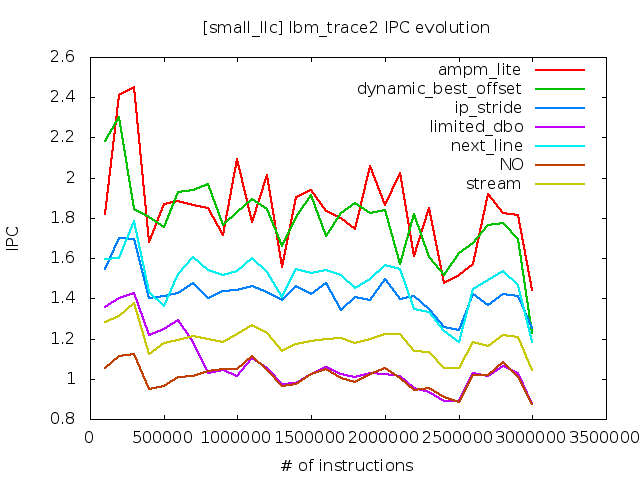 [small_llc] lbm_trace2 IPC evolution
2.6
2.4
2.2
2
1.8
1.6
1.4
1.2
1
0.8
IPC
ampm_lite
dynamic_best_offset
ip_stride
limited_dbo
next_line
NO
stream
0 500000 1000000 1500000 2000000 2500000 3000000 3500000
# of instructions